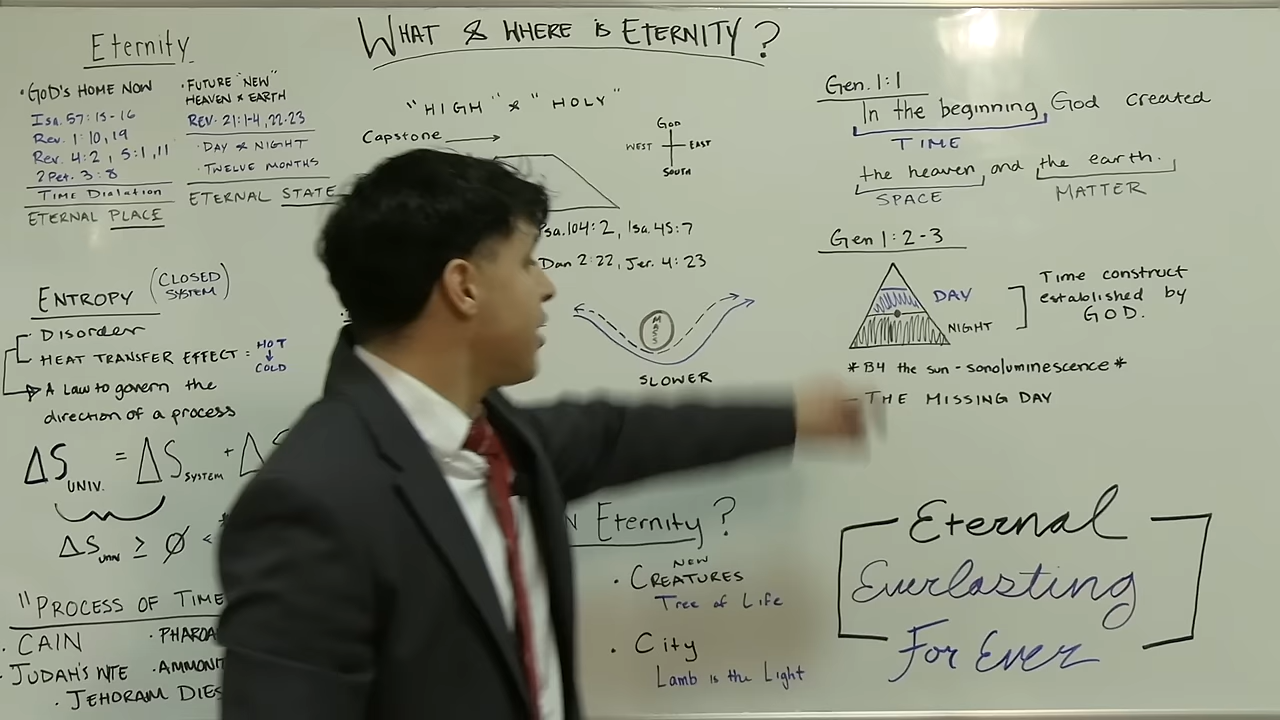 WHAT & WHERE IS ETERNITY?
Eternity
• GOD'S HOME NOW
Isa. 57:15-16
Rev. 1:10, 19
Rev. 4:2, 5:1, 11
2 Pet. 3:8
TIME DIALATION
ETERNAL PLACE
• FUTURE "NEW"
HEAVEN & EARTH
REV. 21:1-4, 22-23
• DAY & NIGHT
• TWELVE MONTHS
ETERNAL STATE
ENTROPY (CLOSED
SYSTEM)
DISORDER
HEAT TRANSFER EFFECT: HOT
↓
COLD
A LAW to govern the
direction of a process
ΔS UNIV. = ΔS SYSTEM + Δ
ΔS UNIV ≥ Ø <
"PROCESS OF TIME
• CAIN
• JUDAH'S WIFE
• JEHORAM DIES
"HIGH" & "HOLY"
Capstone
GOD
WEST EAST
SOUTH
Psa. 104:2, Isa. 45:7
Dan 2:22, Jer. 4:23
MASS
SLOWER
N Eternity?
NEW
• CREATURES
Tree of Life
• City
Lamb is the Light
Gen. 1:1
In the beginning, God created
TIME
the heaven, and the earth.
SPACE MATTER
Gen 1:2-3
DAY
NIGHT
Time construct
established by
GOD.
*B4 the sun - sonoluminescence*
- THE MISSING DAY
Eternal
Everlasting
For Ever